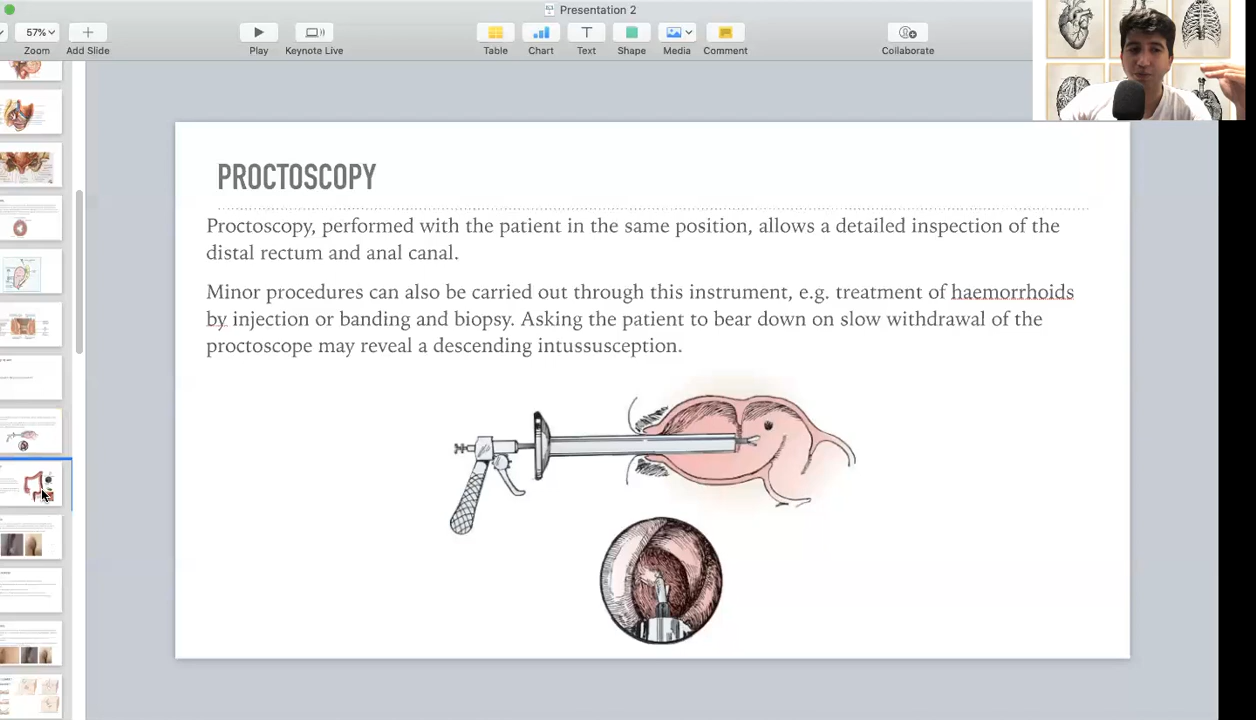 Presentation 2
57%
Zoom
Add Slide
Play
Keynote Live
Table
Chart
Text
Shape
Media
Comment
Collaborate
PROCTOSCOPY
Proctoscopy, performed with the patient in the same position, allows a detailed inspection of the
distal rectum and anal canal.
Minor procedures can also be carried out through this instrument, e.g. treatment of haemorrhoids
by injection or banding and biopsy. Asking the patient to bear down on slow withdrawal of the
proctoscope may reveal a descending intussusception.